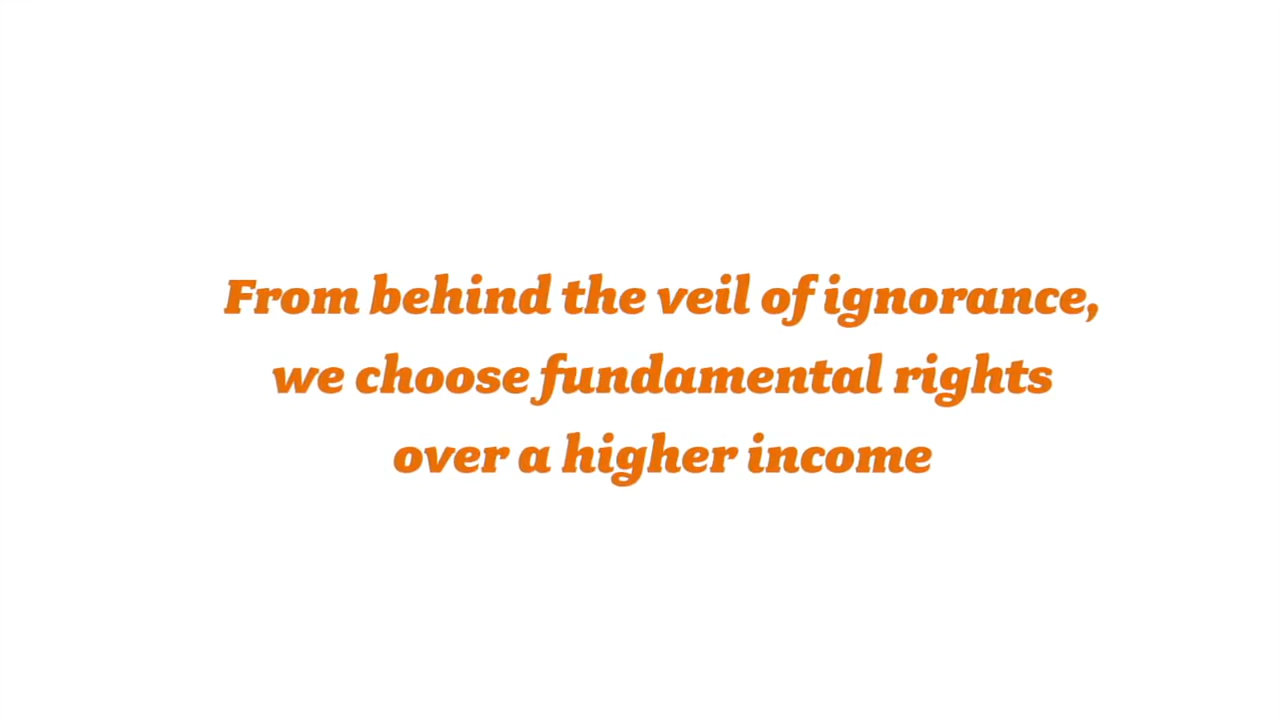 From behind the veil of ignorance,
we choose fundamental rights
over a higher income